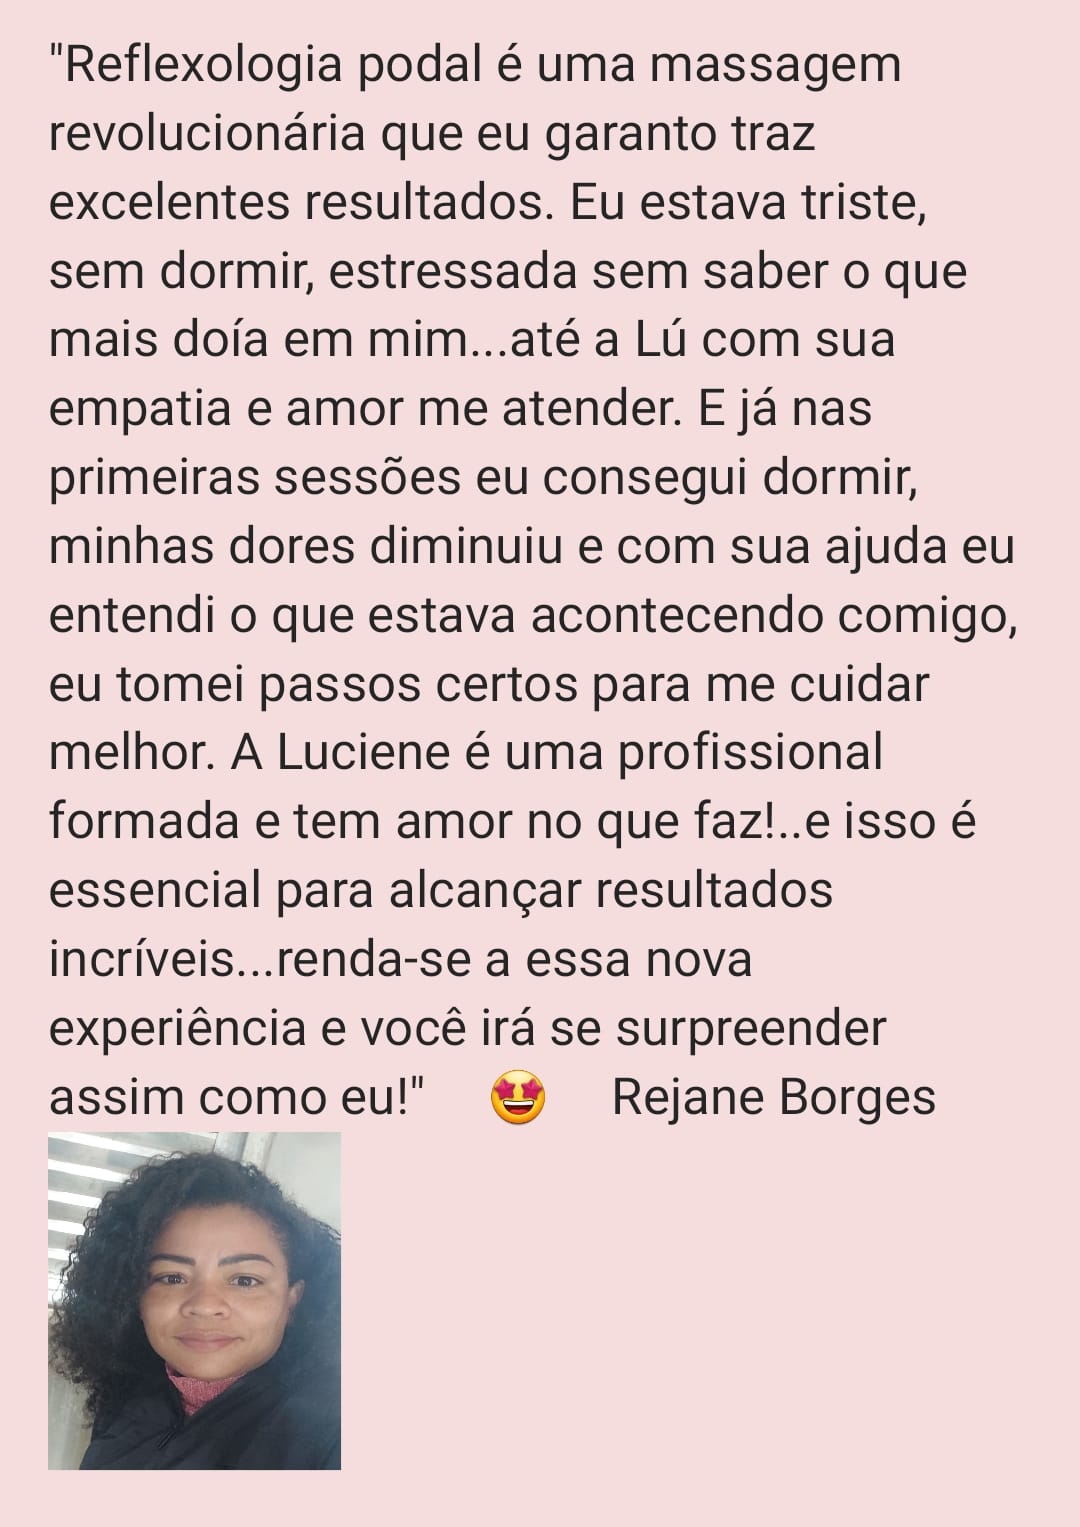 "Reflexologia podal é uma massagem
revolucionária que eu garanto traz
excelentes resultados. Eu estava triste,
sem dormir, estressada sem saber o que
mais doía em mim...até a Lú com sua
empatia e amor me atender. E já nas
primeiras sessões eu consegui dormir,
minhas dores diminuiu e com sua ajuda eu
entendi o que estava acontecendo comigo,
eu tomei passos certos para me cuidar
melhor. A Luciene é uma profissional
formada e tem amor no que faz!..e isso é
essencial para alcançar resultados
incríveis...renda-se a essa nova
experiência e você irá se surpreender
assim como eu!" 🤩 Rejane Borges